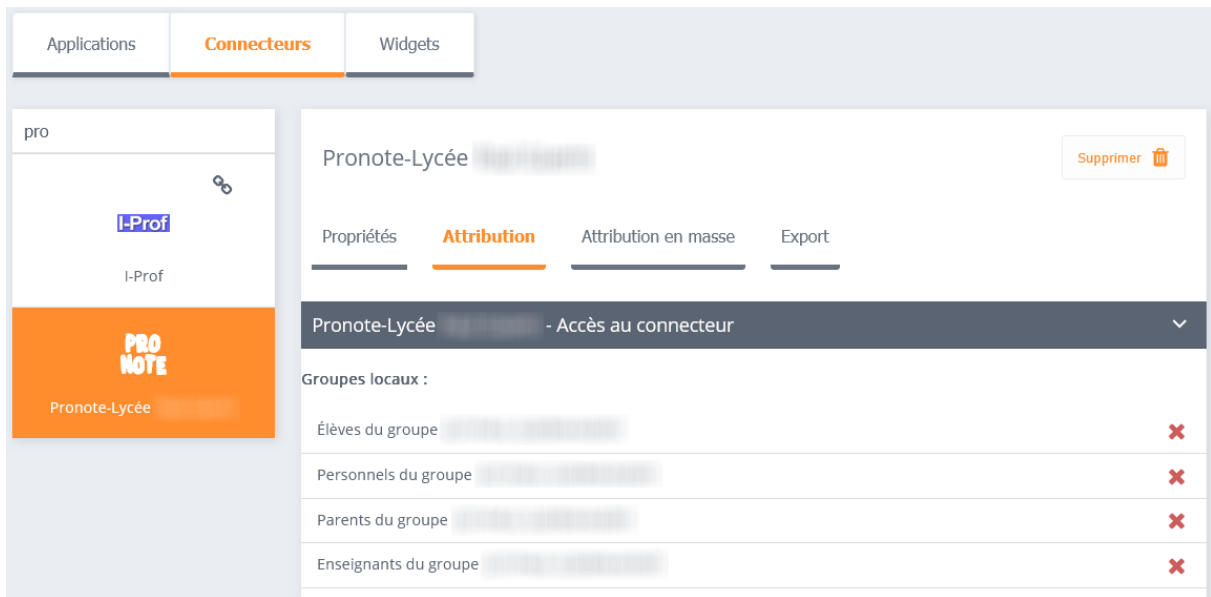 Applications Connecteurs Widgets
pro
I-Prof
I-Prof
PRO
NOTE
Pronote-Lycée
Pronote-Lycée
Supprimer
Propriétés Attribution Attribution en masse Export
Pronote-Lycée - Accès au connecteur
Groupes locaux :
Élèves du groupe
Personnels du groupe
Parents du groupe
Enseignants du groupe